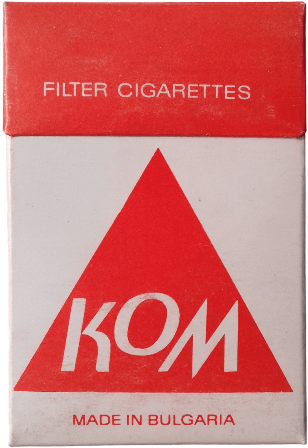 FILTER CIGARETTES
KOM
MADE IN BULGARIA